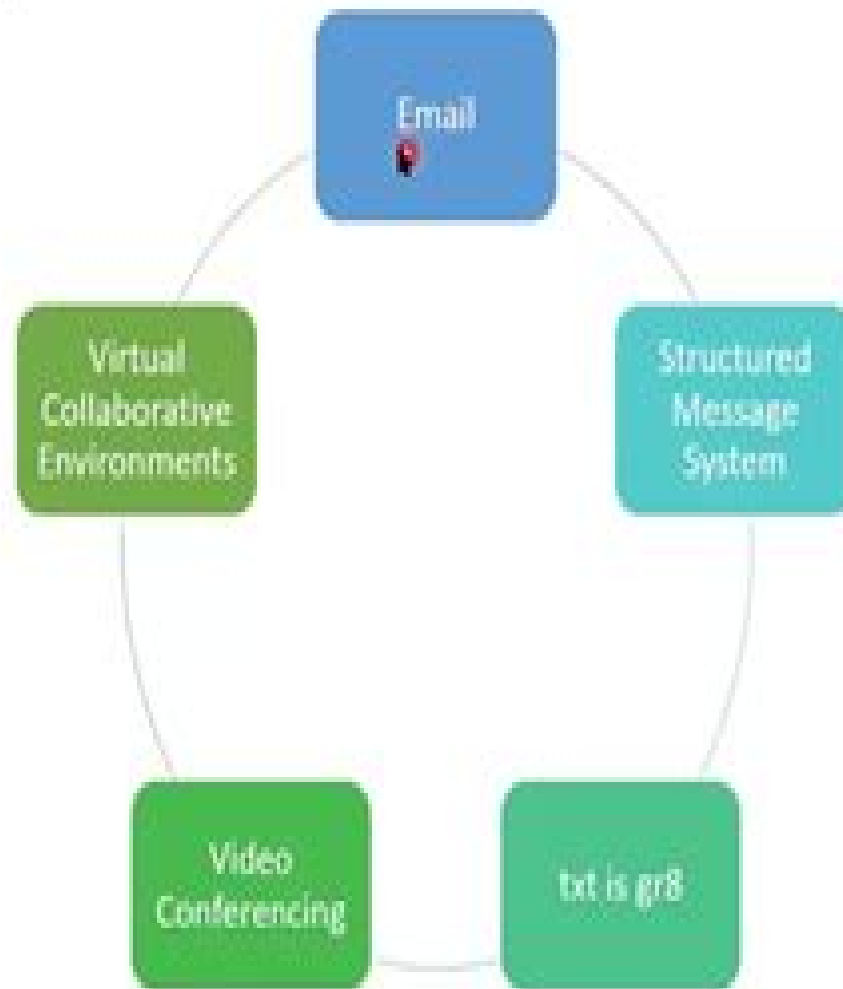 Email
Structured
Message
System
txt is gr8
Video
Conferencing
Virtual
Collaborative
Environments